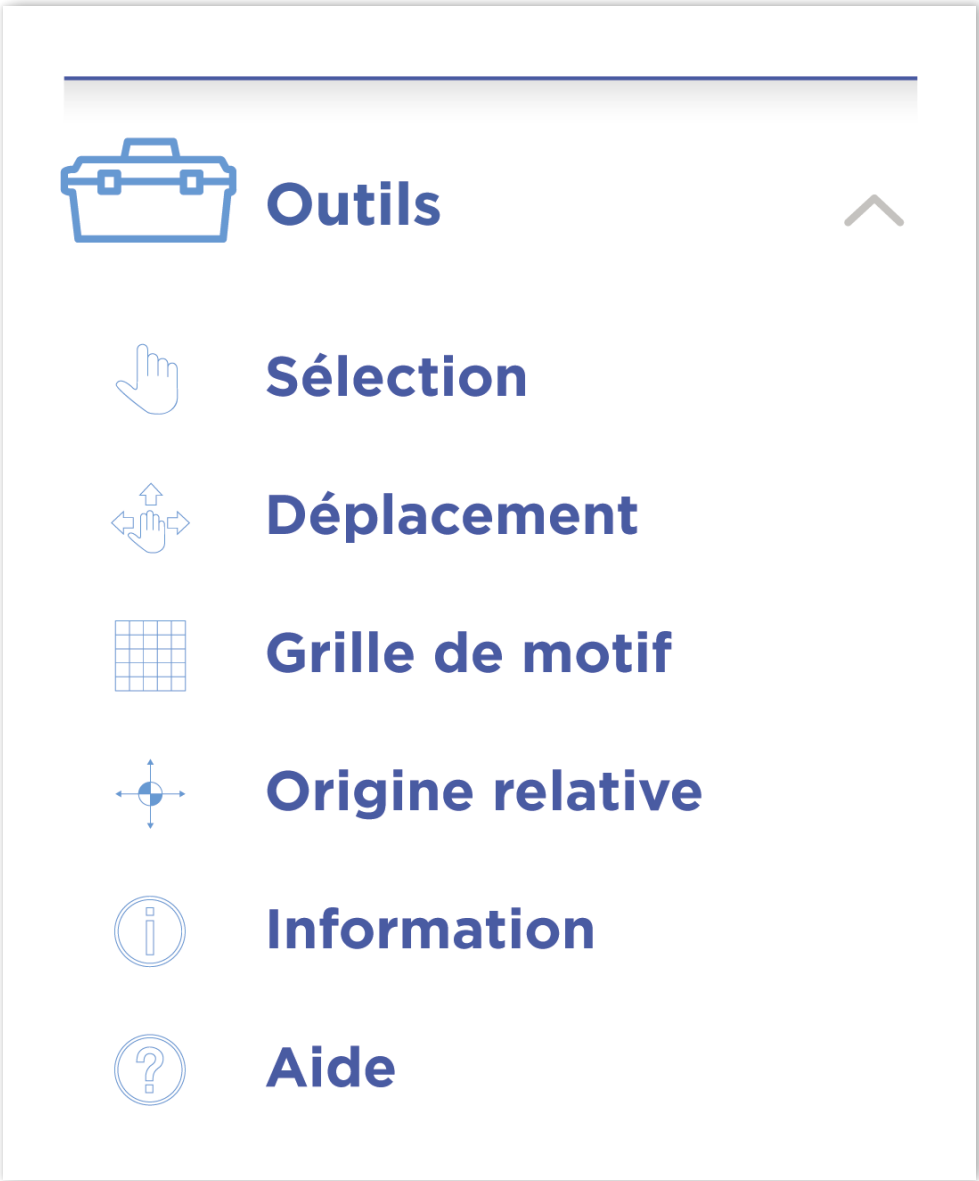 Outils
Sélection
Déplacement
Grille de motif
Origine relative
Information
Aide